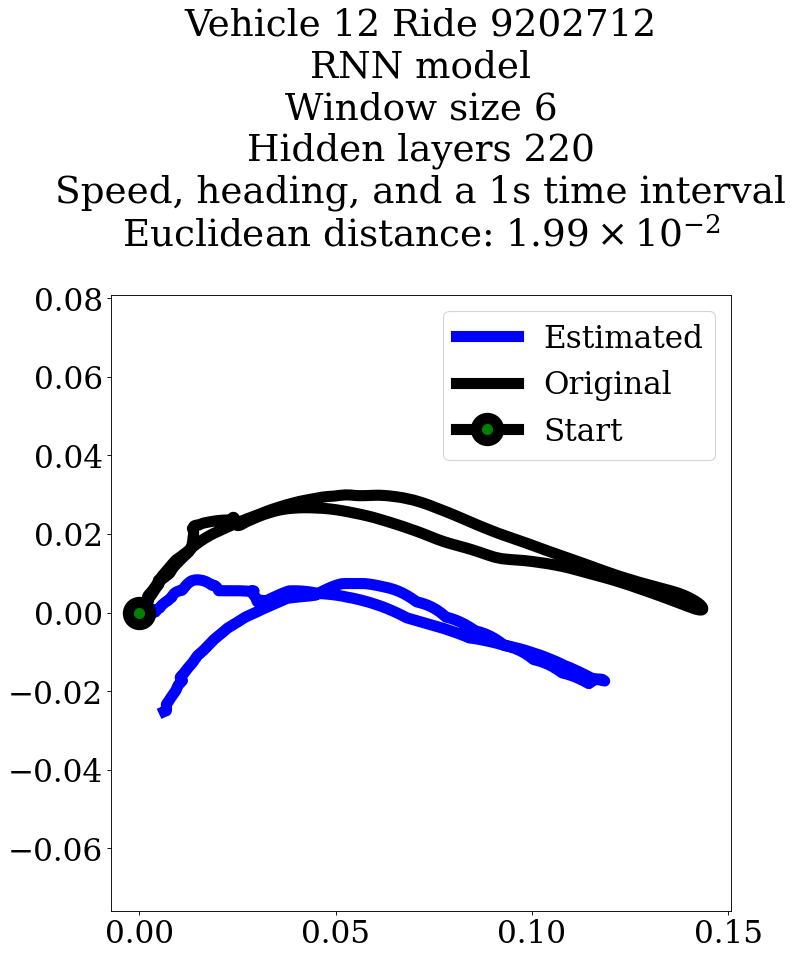 Vehicle 12 Ride 9202712
RNN model
Window size 6
Hidden layers 220
Speed, heading, and a 1s time interval
Euclidean distance: 1.99 × 10⁻²
0.08
Estimated
0.06
Original
0.04
Start
0.02
0.00
−0.02
−0.04
−0.06
0.00 0.05 0.10 0.15